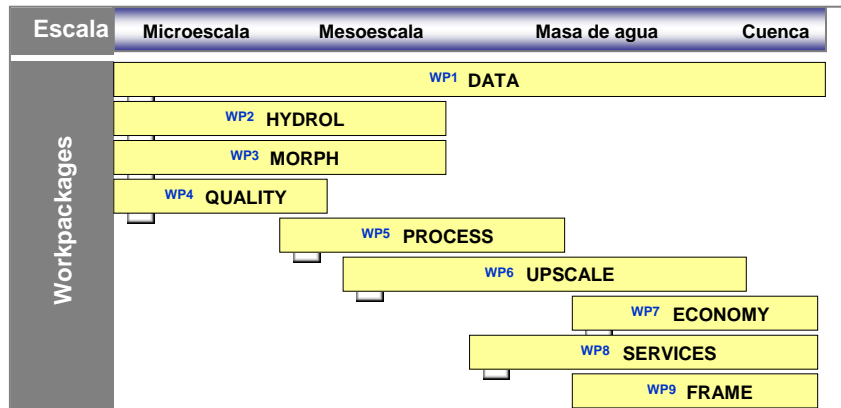 Escala Microescala Mesoescala Masa de agua Cuenca
Workpackages
WP1 DATA
WP2 HYDROL
WP3 MORPH
WP4 QUALITY
WP5 PROCESS
WP6 UPSCALE
WP7 ECONOMY
WP8 SERVICES
WP9 FRAME